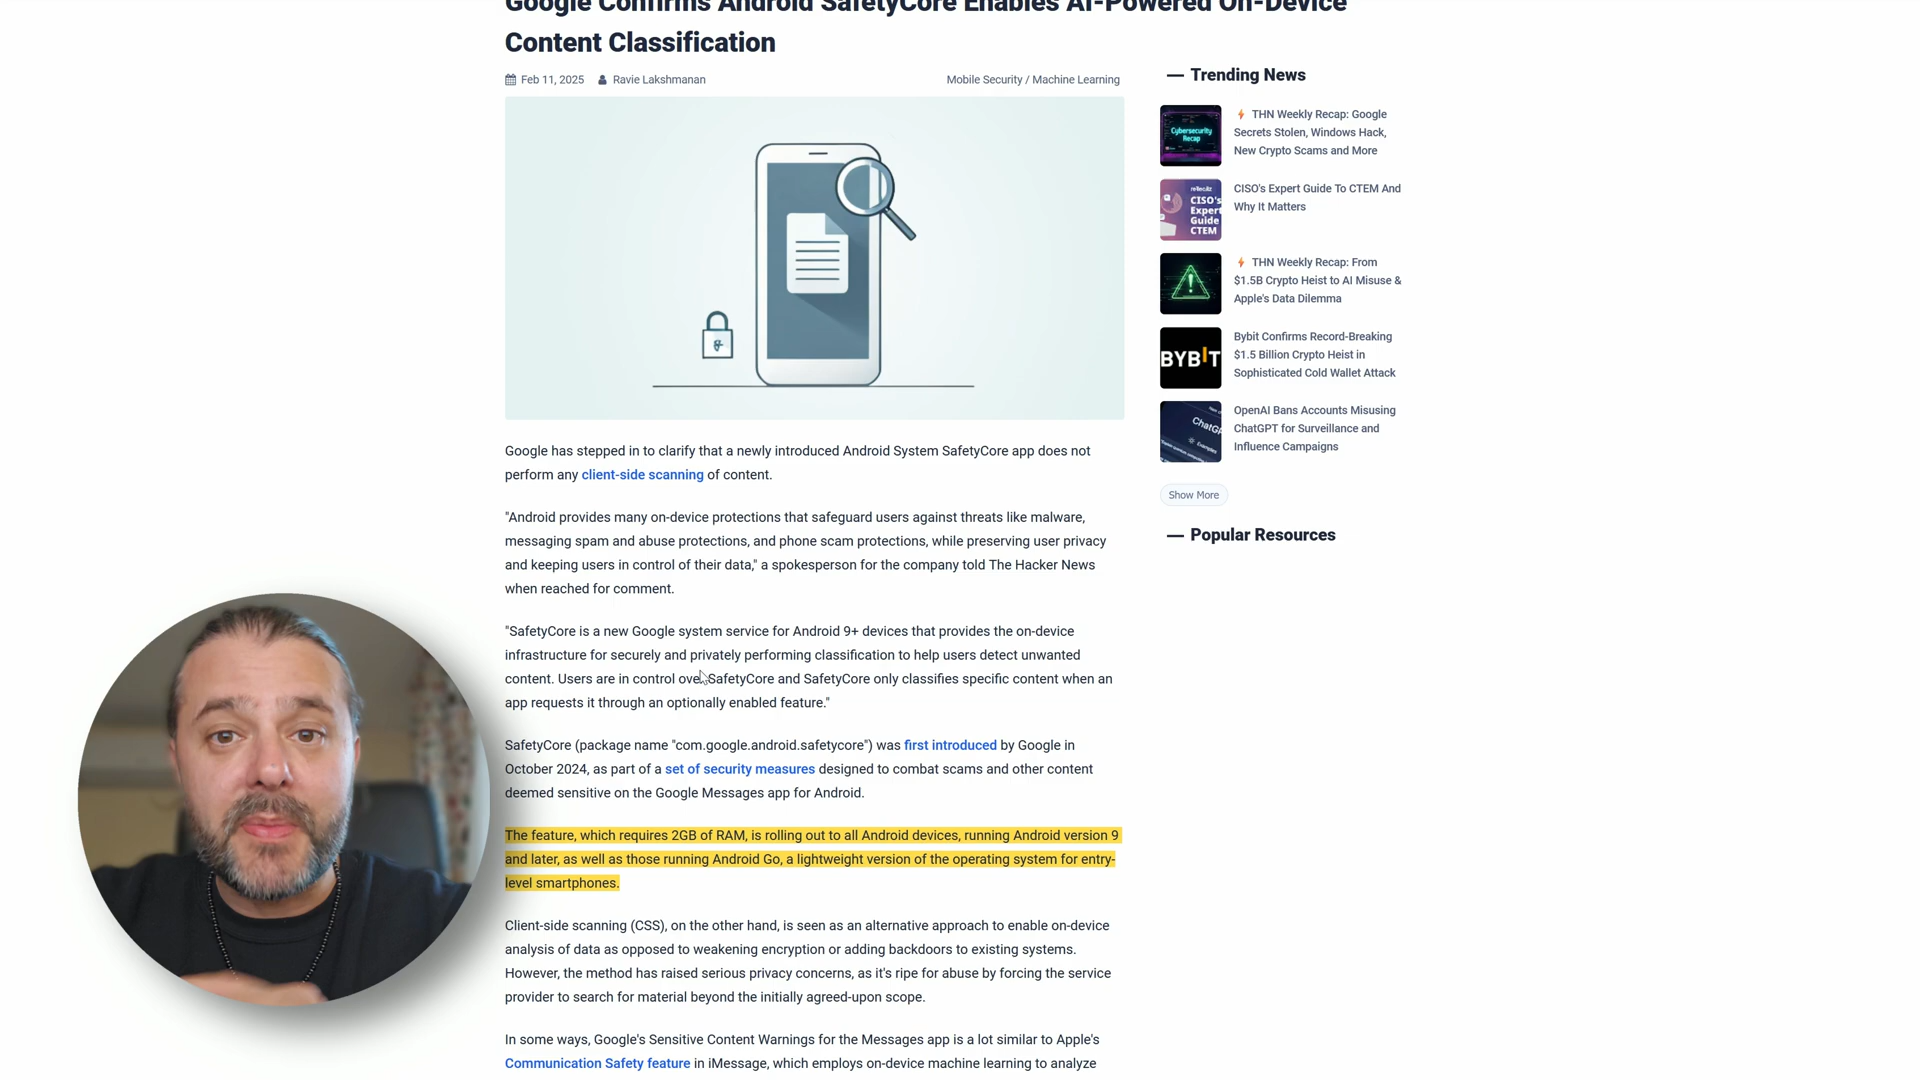 Google Confirms Android SafetyCore Enables AI-Powered On-Device
Content Classification
Feb 11, 2025 Ravie Lakshmanan
Mobile Security / Machine Learning
Google has stepped in to clarify that a newly introduced Android System SafetyCore app does not
perform any client-side scanning of content.
"Android provides many on-device protections that safeguard users against threats like malware,
messaging spam and abuse protections, and phone scam protections, while preserving user privacy
and keeping users in control of their data," a spokesperson for the company told The Hacker News
when reached for comment.
"SafetyCore is a new Google system service for Android 9+ devices that provides the on-device
infrastructure for securely and privately performing classification to help users detect unwanted
content. Users are in control over SafetyCore and SafetyCore only classifies specific content when an
app requests it through an optionally enabled feature."
SafetyCore (package name "com.google.android.safetycore") was first introduced by Google in
October 2024, as part of a set of security measures designed to combat scams and other content
deemed sensitive on the Google Messages app for Android.
The feature, which requires 2GB of RAM, is rolling out to all Android devices, running Android version 9
and later, as well as those running Android Go, a lightweight version of the operating system for entry-
level smartphones.
Client-side scanning (CSS), on the other hand, is seen as an alternative approach to enable on-device
analysis of data as opposed to weakening encryption or adding backdoors to existing systems.
However, the method has raised serious privacy concerns, as it's ripe for abuse by forcing the service
provider to search for material beyond the initially agreed-upon scope.
In some ways, Google's Sensitive Content Warnings for the Messages app is a lot similar to Apple's
Communication Safety feature in iMessage, which employs on-device machine learning to analyze
— Trending News
Cybersecurity
Recap
THN Weekly Recap: Google
Secrets Stolen, Windows Hack,
New Crypto Scams and More
CISO's
Expert
Guide
CTEM
CISO's Expert Guide To CTEM And
Why It Matters
THN Weekly Recap: From
$1.5B Crypto Heist to AI Misuse &
Apple's Data Dilemma
BYBIT
Bybit Confirms Record-Breaking
$1.5 Billion Crypto Heist in
Sophisticated Cold Wallet Attack
OpenAI Bans Accounts Misusing
ChatGPT for Surveillance and
Influence Campaigns
Show More
— Popular Resources